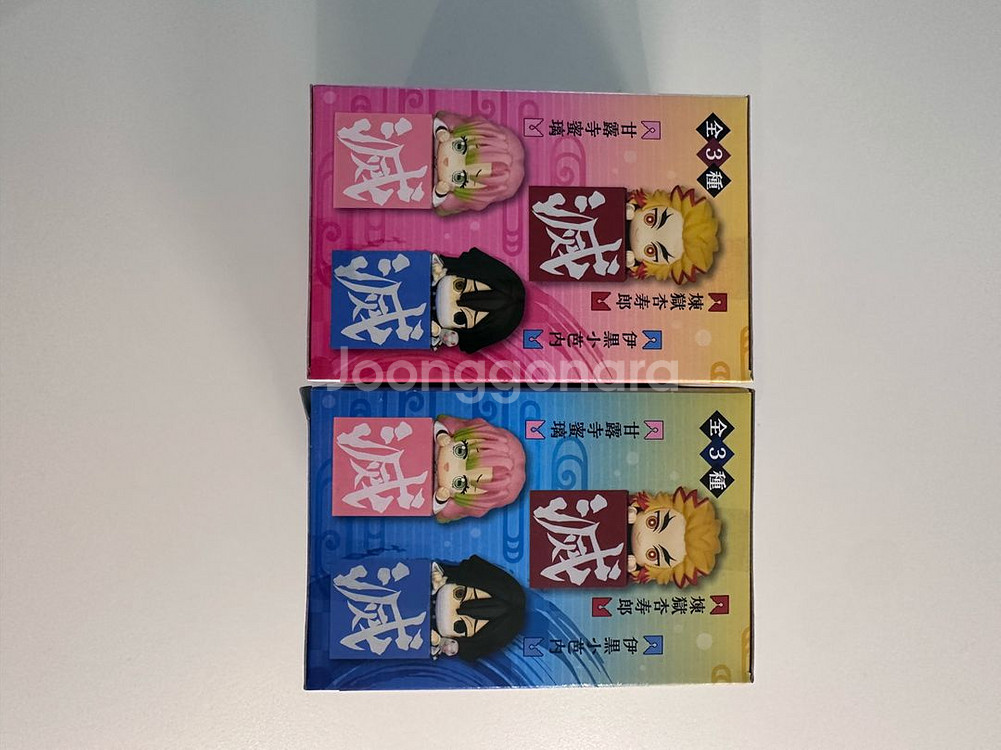 全3種
甘露寺蜜璃
滅
煉獄杏寿郎
滅
伊黒小芭内
滅
Joonggonara
全3種
甘露寺蜜璃
滅
煉獄杏寿郎
滅
伊黒小芭内
滅